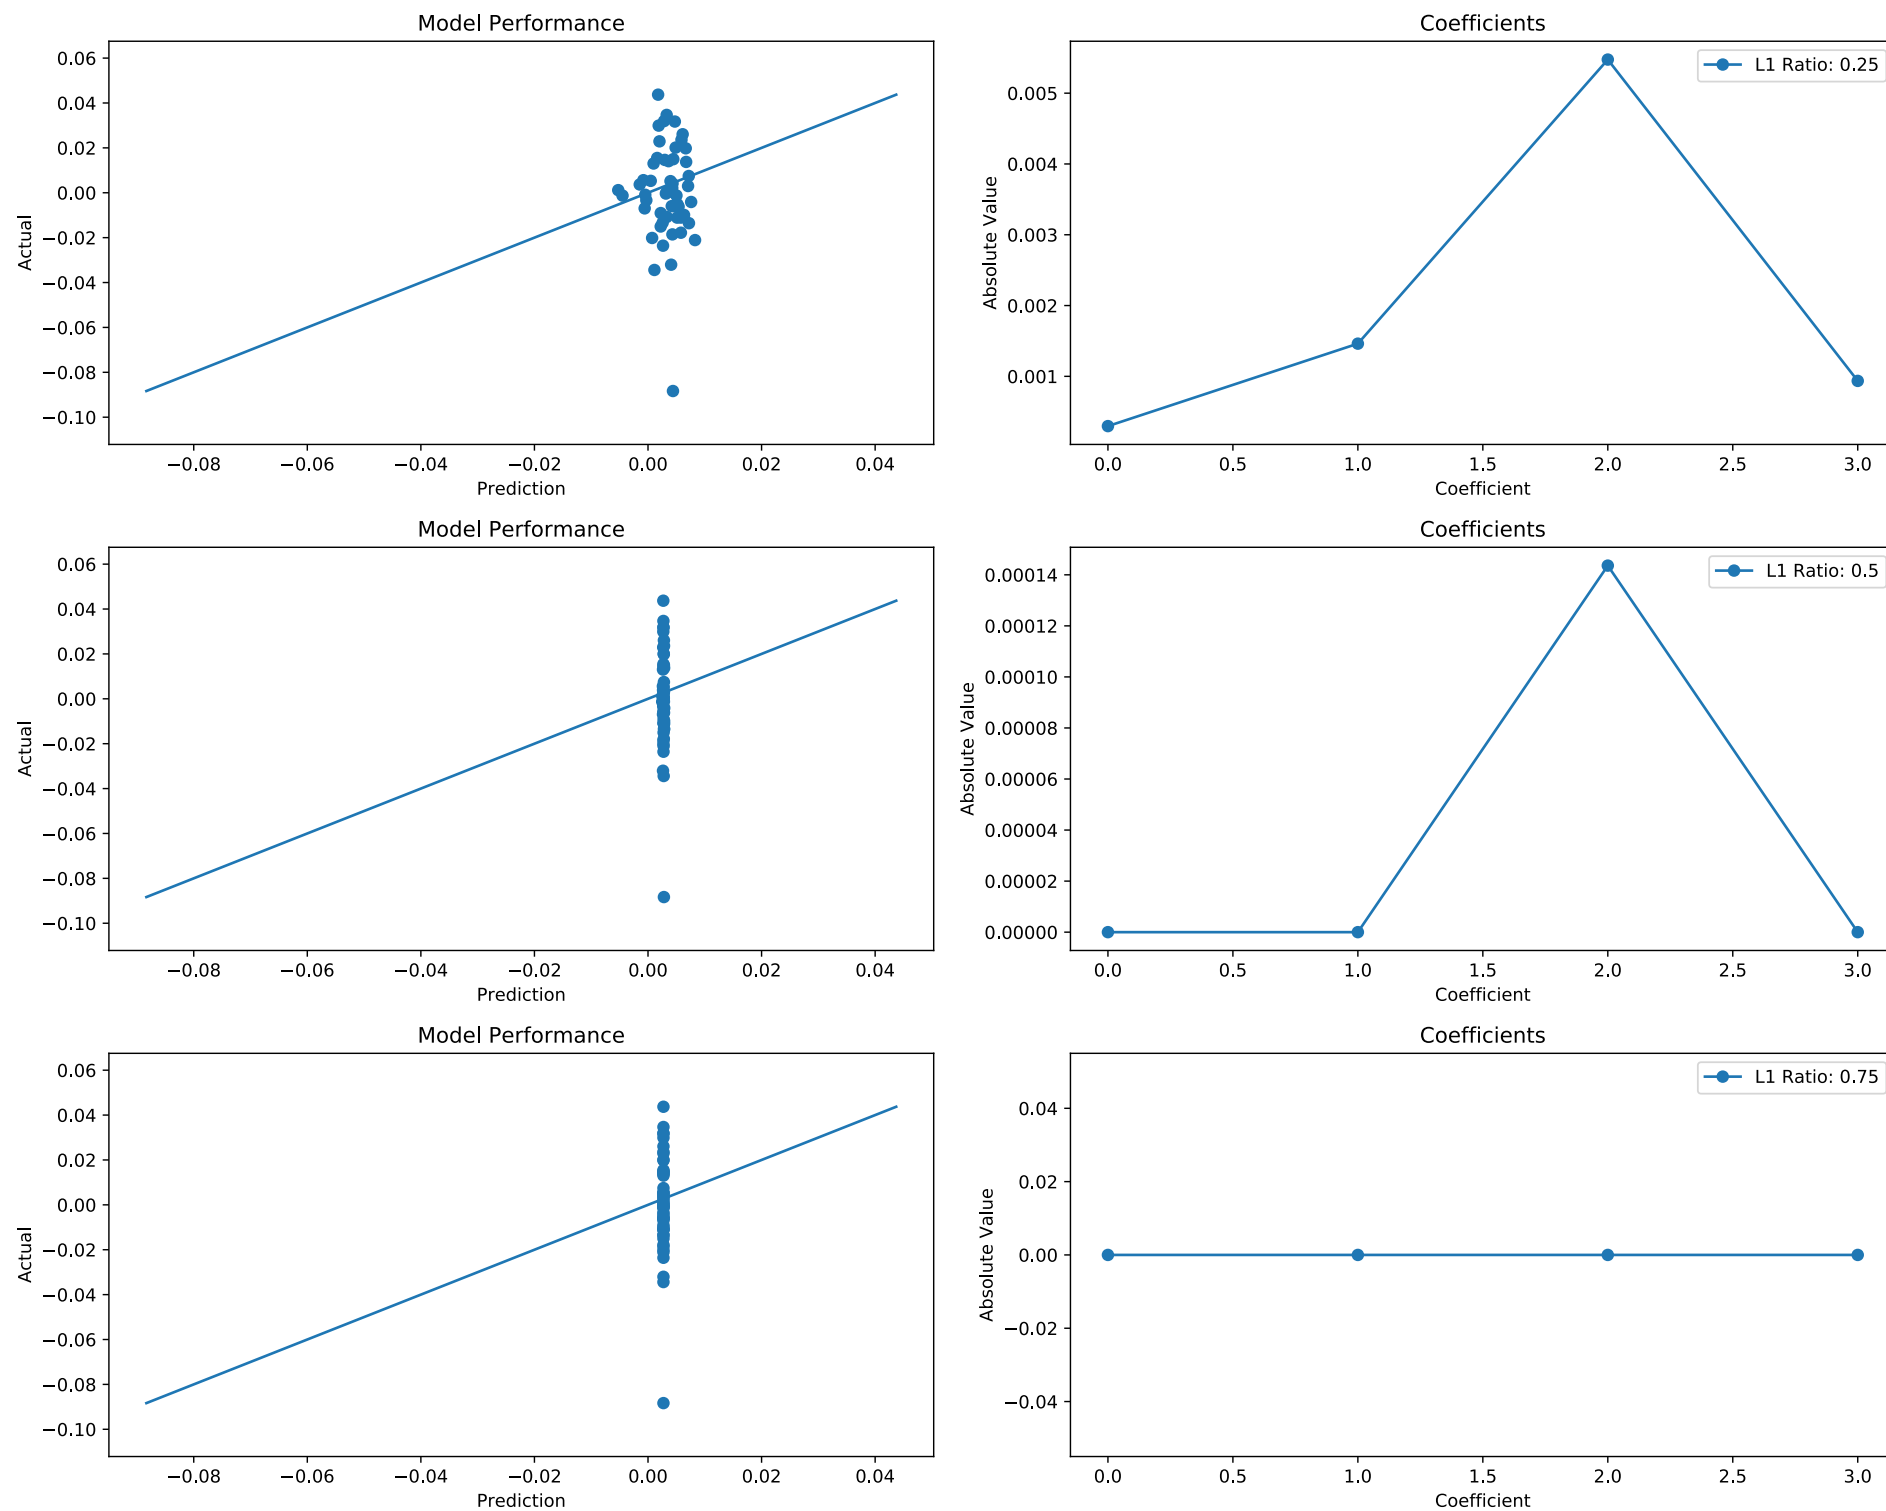 Model Performance
0.06
0.04
0.02
0.00
−0.02
−0.04
−0.06
−0.08
−0.10
Actual
−0.08 −0.06 −0.04 −0.02 0.00 0.02 0.04
Prediction
Coefficients
L1 Ratio: 0.25
0.005
0.004
0.003
0.002
0.001
Absolute Value
0.0 0.5 1.0 1.5 2.0 2.5 3.0
Coefficient
Model Performance
0.06
0.04
0.02
0.00
−0.02
−0.04
−0.06
−0.08
−0.10
Actual
−0.08 −0.06 −0.04 −0.02 0.00 0.02 0.04
Prediction
Coefficients
L1 Ratio: 0.5
0.00014
0.00012
0.00010
0.00008
0.00006
0.00004
0.00002
0.00000
Absolute Value
0.0 0.5 1.0 1.5 2.0 2.5 3.0
Coefficient
Model Performance
0.06
0.04
0.02
0.00
−0.02
−0.04
−0.06
−0.08
−0.10
Actual
−0.08 −0.06 −0.04 −0.02 0.00 0.02 0.04
Prediction
Coefficients
L1 Ratio: 0.75
0.04
0.02
0.00
−0.02
−0.04
Absolute Value
0.0 0.5 1.0 1.5 2.0 2.5 3.0
Coefficient